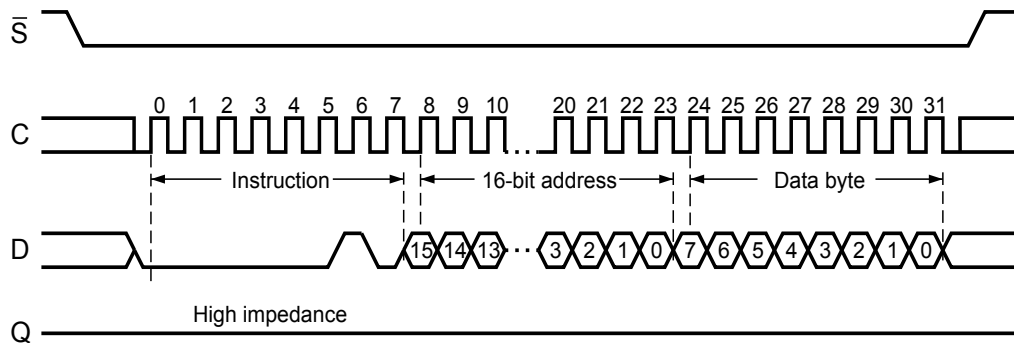 S̅
0 1 2 3 4 5 6 7 8 9 10 20 21 22 23 24 25 26 27 28 29 30 31
C
Instruction 16-bit address Data byte
D 15 14 13 3 2 1 0 7 6 5 4 3 2 1 0
High impedance
Q